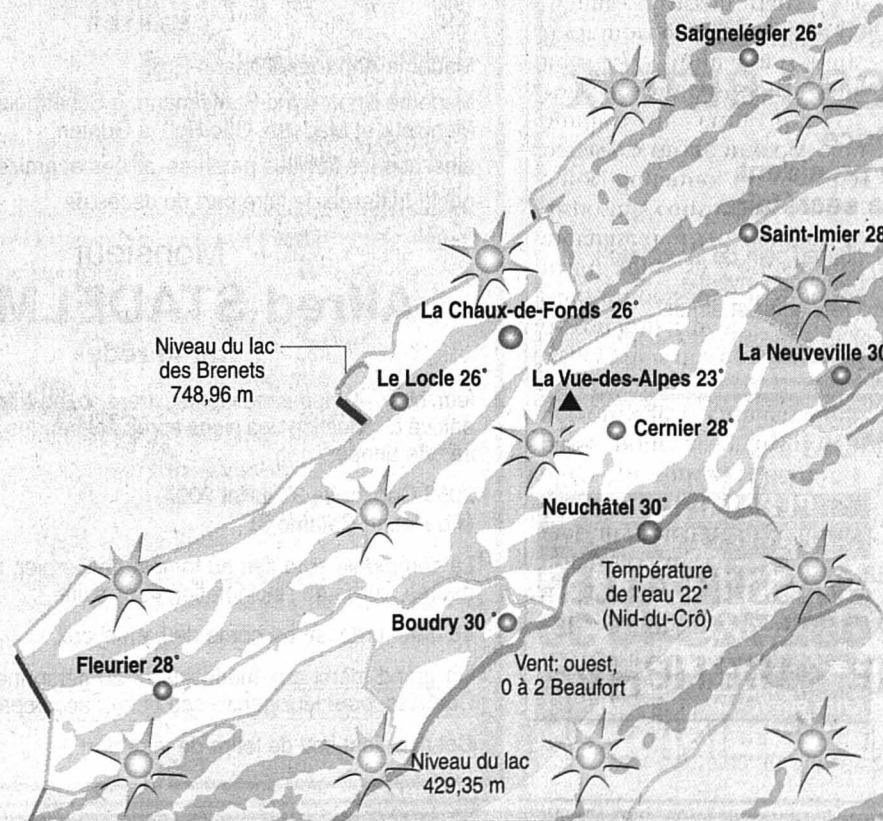 Saignelégier 26°
Saint-Imier 28
La Chaux-de-Fonds 26°
Niveau du lac
des Brenets
748,96 m
La Neuveville 30
Le Locle 26°
La Vue-des-Alpes 23°
Cernier 28°
Neuchâtel 30°
Température
de l'eau 22°
(Nid-du-Crô)
Boudry 30°
Fleurier 28°
Vent: ouest,
0 à 2 Beaufort
Niveau du lac
429,35 m